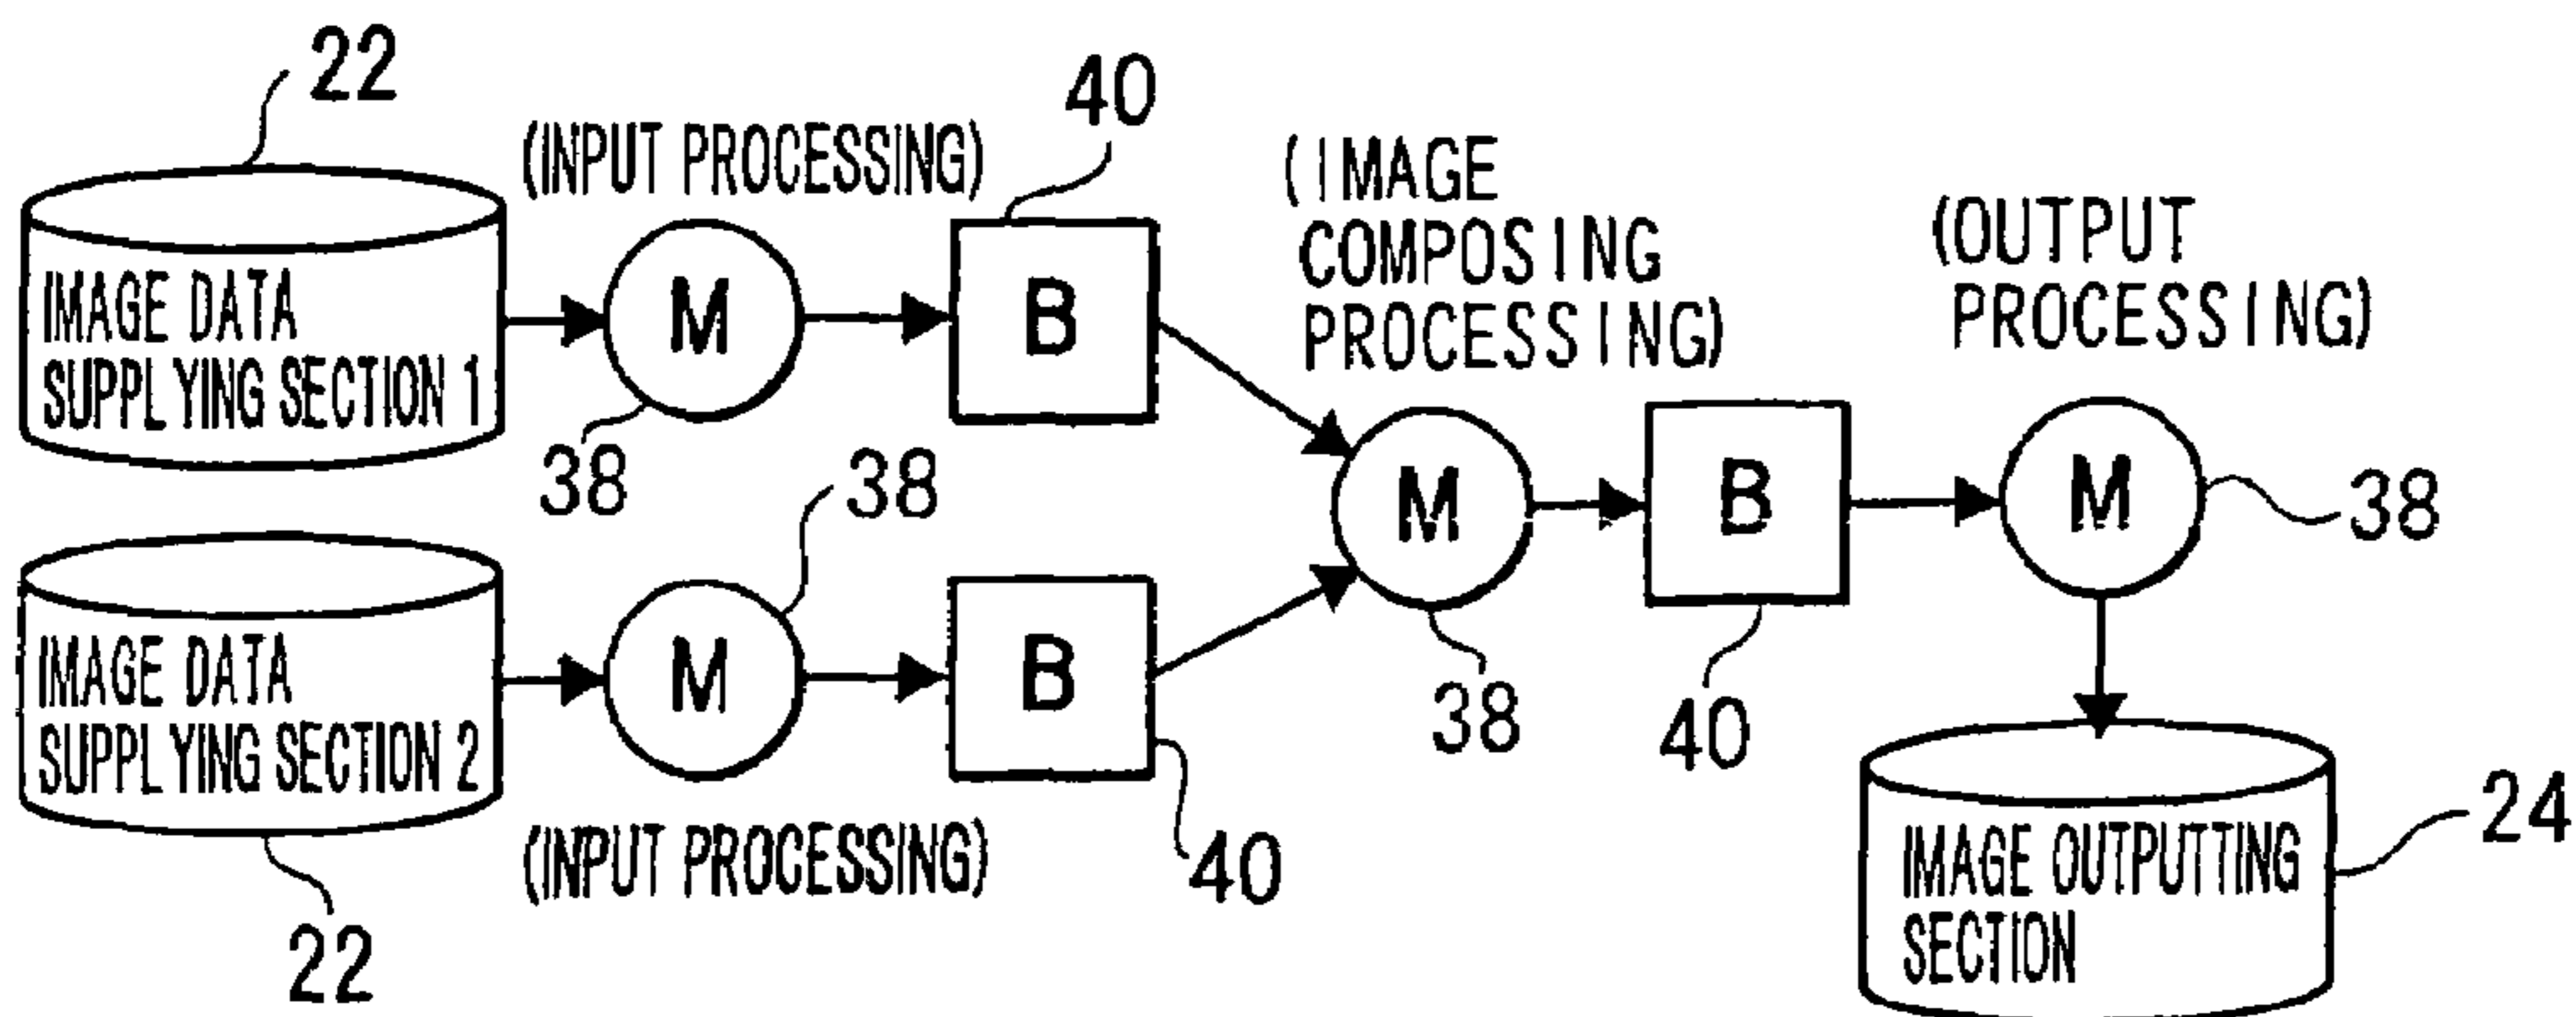 22
(INPUT PROCESSING)
40
(IMAGE
COMPOSING
PROCESSING)
(OUTPUT
PROCESSING)
IMAGE DATA
SUPPLYING SECTION 1
M
B
38
38
M
B
M
38
IMAGE DATA
SUPPLYING SECTION 2
M
B
38
40
(INPUT PROCESSING)
40
22
IMAGE OUTPUTTING
SECTION
24